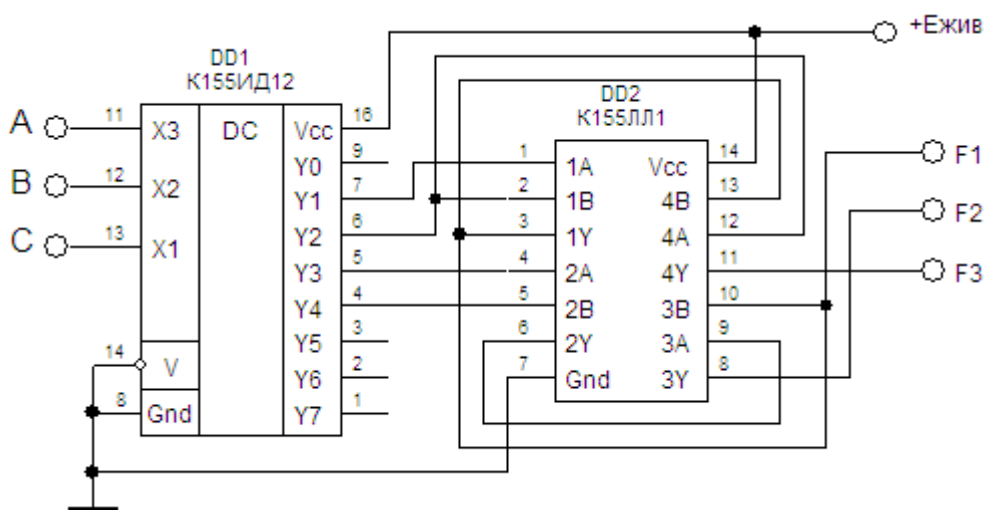 +Eжив
DD1
К155ИД12
DD2
К155ЛЛ1
A
11
X3
DC
Vcc
16
Y0
9
B
12
X2
Y1
7
Y2
6
C
13
X1
Y3
5
Y4
4
Y5
3
Y6
2
Y7
1
14
V
8
Gnd
1
1A
Vcc
14
2
1B
4B
13
3
1Y
4A
12
4
2A
4Y
11
5
2B
3B
10
6
2Y
3A
9
7
Gnd
3Y
8
F1
F2
F3